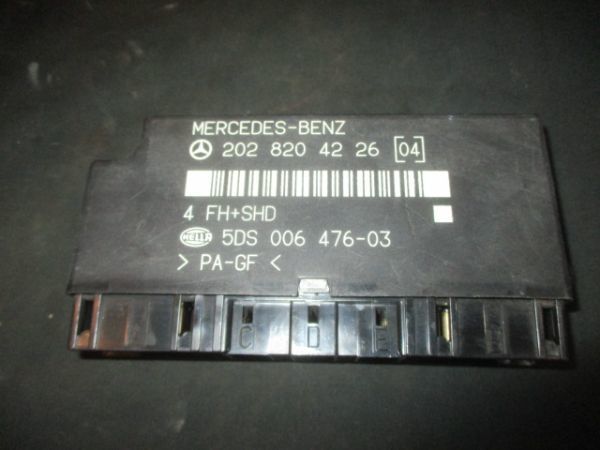 MERCEDES-BENZ
202 820 42 26 [04]
4 FH+SHD
HELLA 5DS 006 476-03
> PA-GF <
C D E